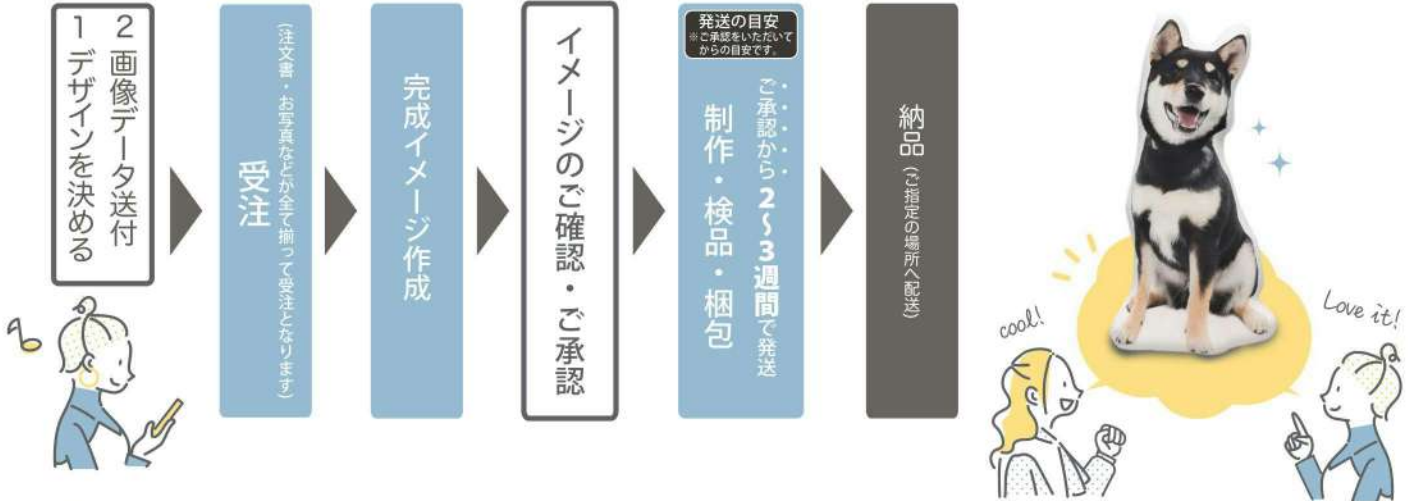 1 デザインを決める
2 画像データ送付
受注
(注文書・お写真などが全て揃って受注となります)
完成イメージ作成
イメージのご確認・ご承認
発送の目安
※ご承認をいただいて
からの目安です。
ご承認から2〜3週間で発送
制作・検品・梱包
納品(ご指定の場所へ配送)
cool!
Love it!